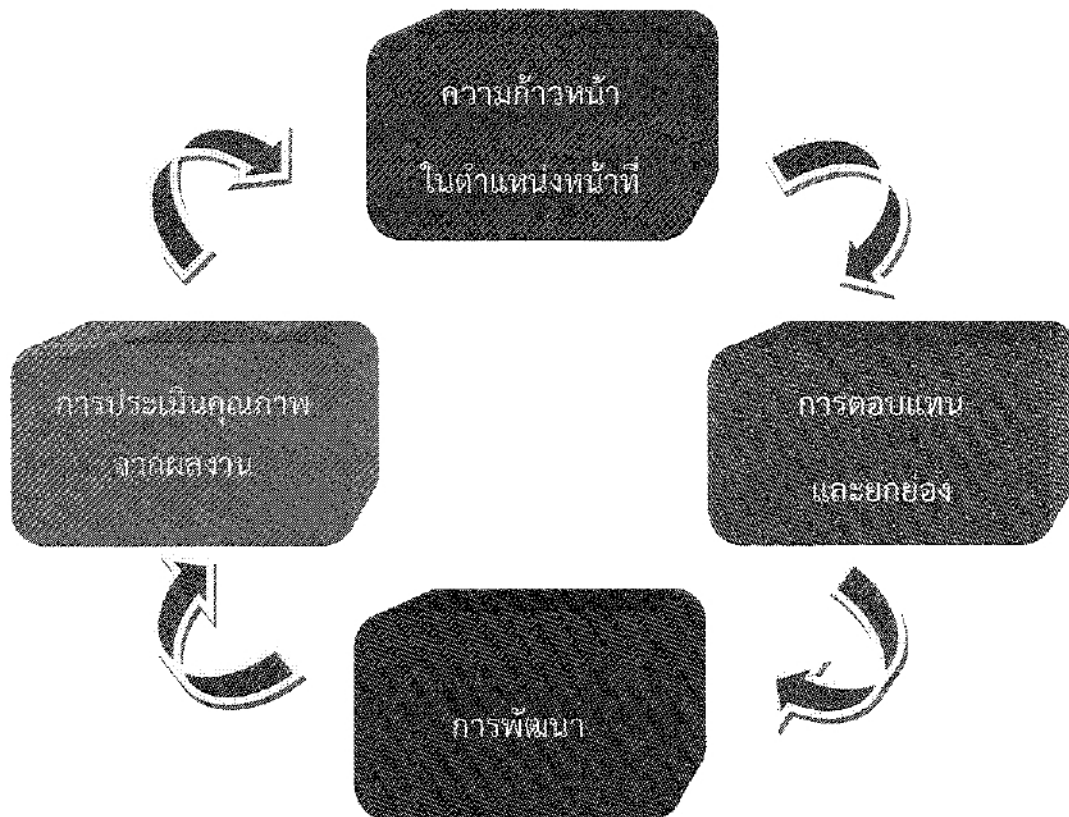 ความก้าวหน้า
ในตำแหน่งหน้าที่
การประเมินคุณภาพ
จากผลงาน
การตอบแทน
และยกย่อง
การพัฒนา